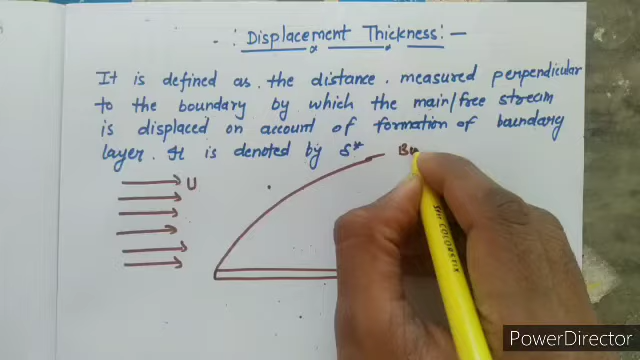 : Displacement Thickness:-
It is defined as the distance measured perpendicular
to the boundary by which the main/free stream
is displaced on account of formation of boundary
layer. It is denoted by δ*
U
PowerDirector